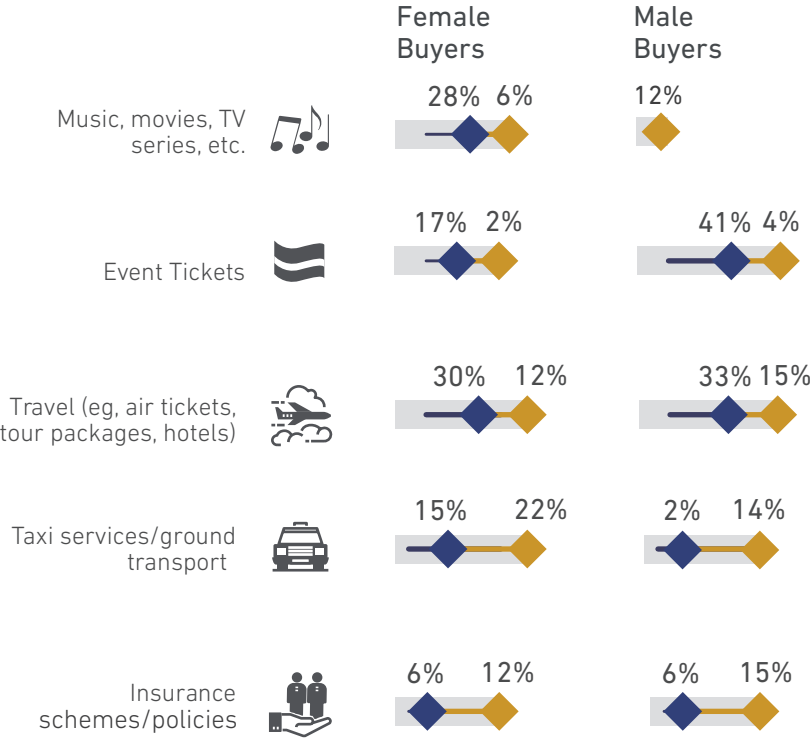 Female
Buyers
Male
Buyers
Music, movies, TV
series, etc.
28% 6%
12%
Event Tickets
17% 2%
41% 4%
Travel (eg, air tickets,
tour packages, hotels)
30% 12%
33% 15%
Taxi services/ground
transport
15% 22%
2% 14%
Insurance
schemes/policies
6% 12%
6% 15%